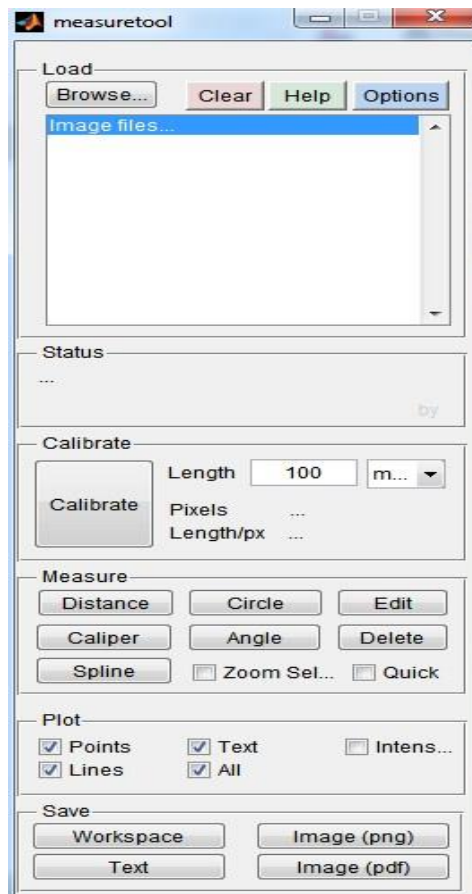 measuretool
Load
Browse... Clear Help Options
Image files...
Status
...
by
Calibrate
Calibrate Length 100 m...
Pixels ...
Length/px ...
Measure
Distance Circle Edit
Caliper Angle Delete
Spline Zoom Sel... Quick
Plot
Points Text Intens...
Lines All
Save
Workspace Image (png)
Text Image (pdf)